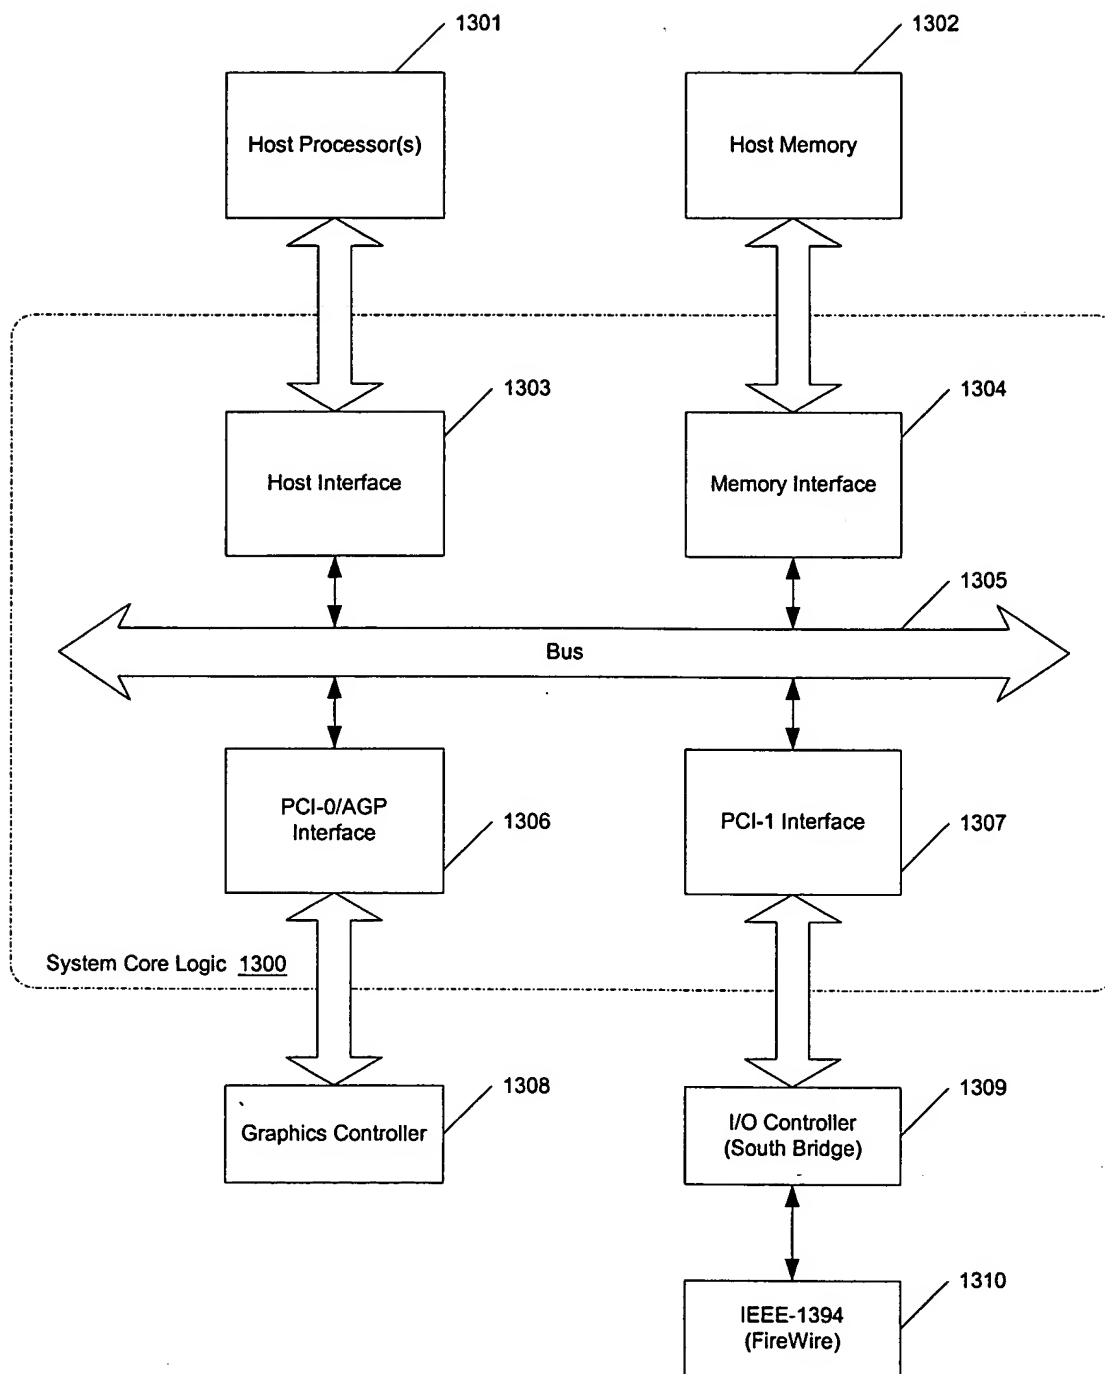 1301
1302
Host Processor(s)
Host Memory
1303
1304
Host Interface
Memory Interface
1305
Bus
PCI-0/AGP
Interface
1306
PCI-1 Interface
1307
System Core Logic 1300
1308
1309
Graphics Controller
I/O Controller
(South Bridge)
1310
IEEE-1394
(FireWire)